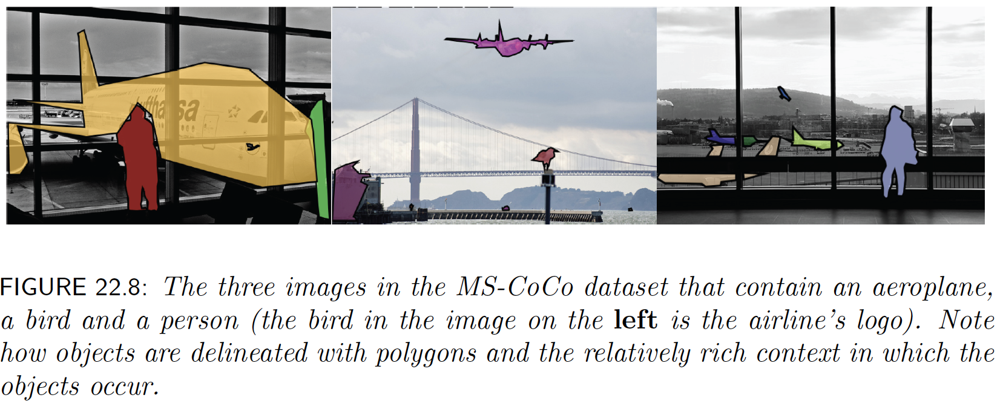 lufthansa
FIGURE 22.8: The three images in the MS-CoCo dataset that contain an aeroplane,
a bird and a person (the bird in the image on the left is the airline's logo). Note
how objects are delineated with polygons and the relatively rich context in which the
objects occur.